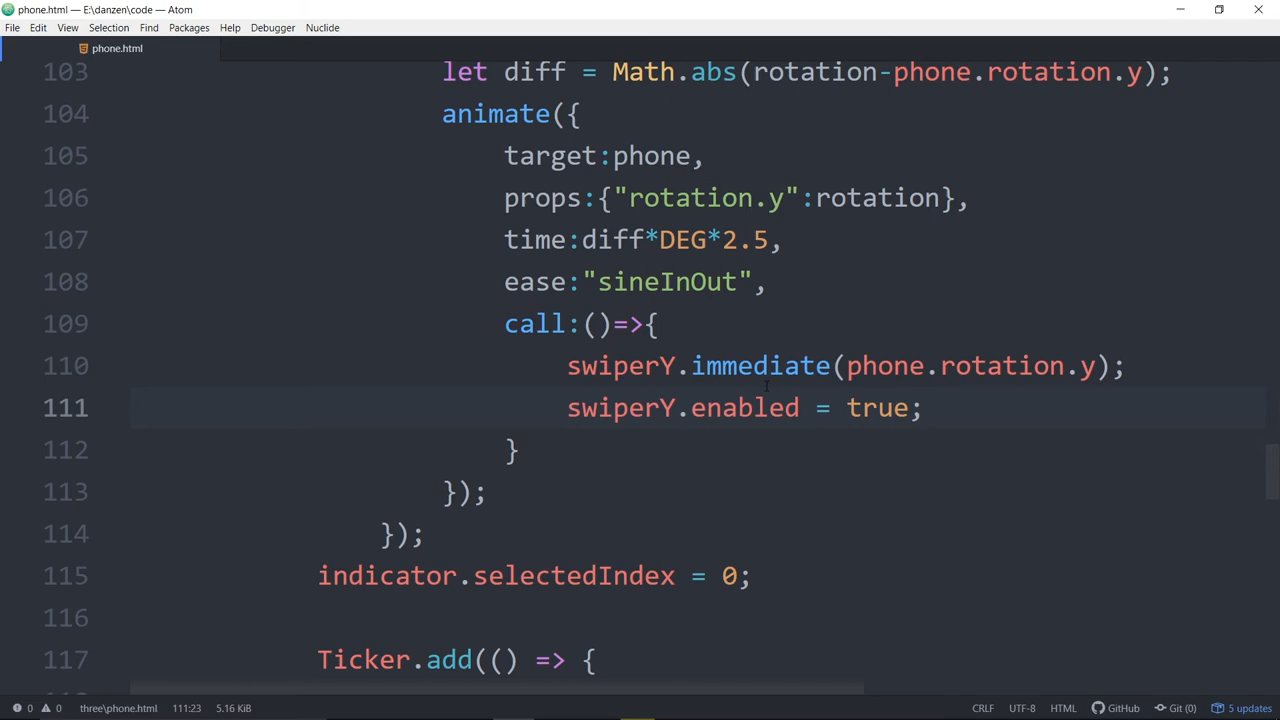 phone.html — E:\danzen\code — Atom
File Edit View Selection Find Packages Help Debugger Nuclide
phone.html
103 let diff = Math.abs(rotation-phone.rotation.y);
104 animate({
105 target:phone,
106 props:{"rotation.y":rotation},
107 time:diff*DEG*2.5,
108 ease:"sineInOut",
109 call:()=>{
110 swiperY.immediate(phone.rotation.y);
111 swiperY.enabled = true;
112 }
113 });
114 });
115 indicator.selectedIndex = 0;
116
117 Ticker.add(() => {
0 0 three\phone.html 111:23 5.16 KiB CRLF UTF-8 HTML GitHub Git (0) 5 updates